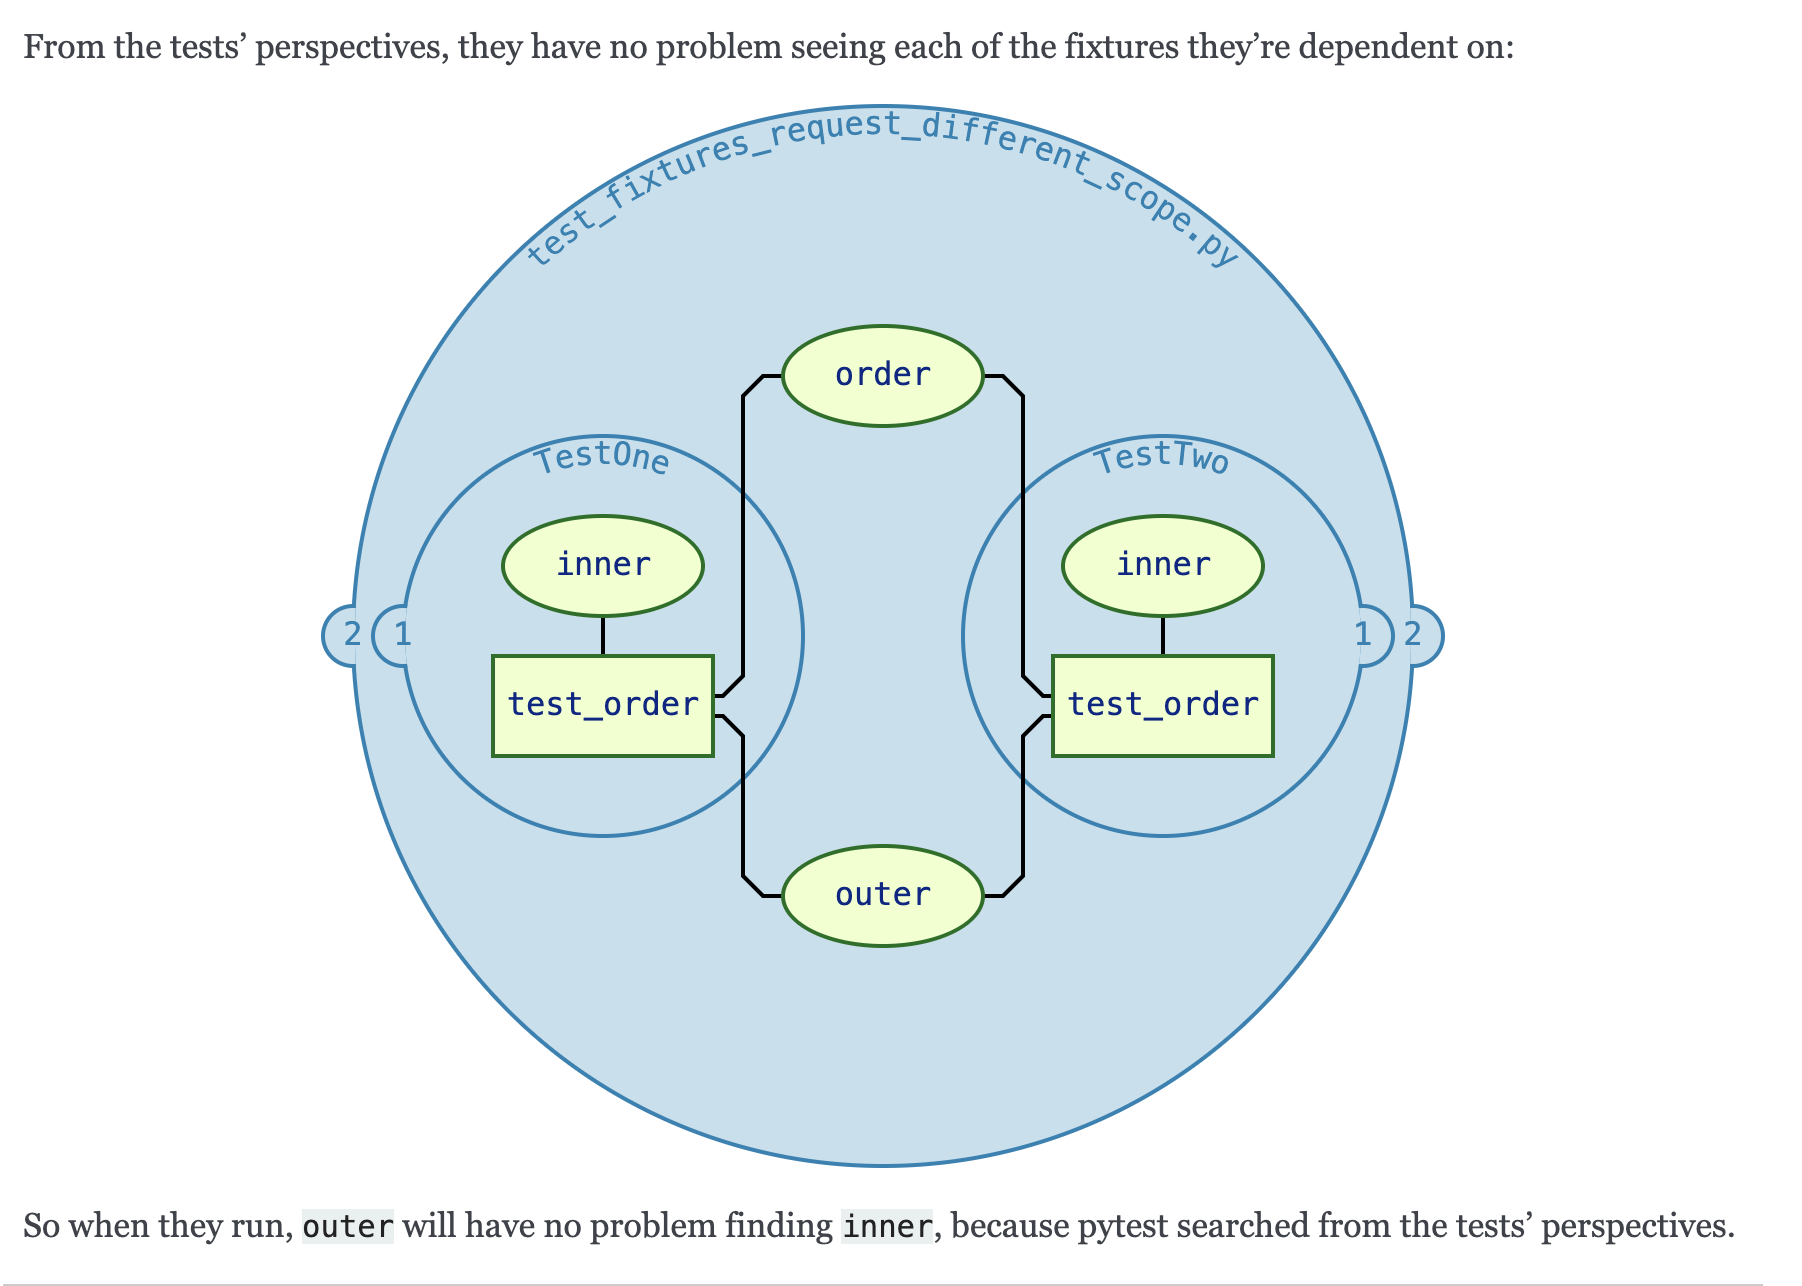 From the tests’ perspectives, they have no problem seeing each of the fixtures they’re dependent on:
test_fixtures_request_different_scope.py
order
TestOne
TestTwo
inner
inner
2
1
1
2
test_order
test_order
outer
So when they run, outer will have no problem finding inner, because pytest searched from the tests’ perspectives.